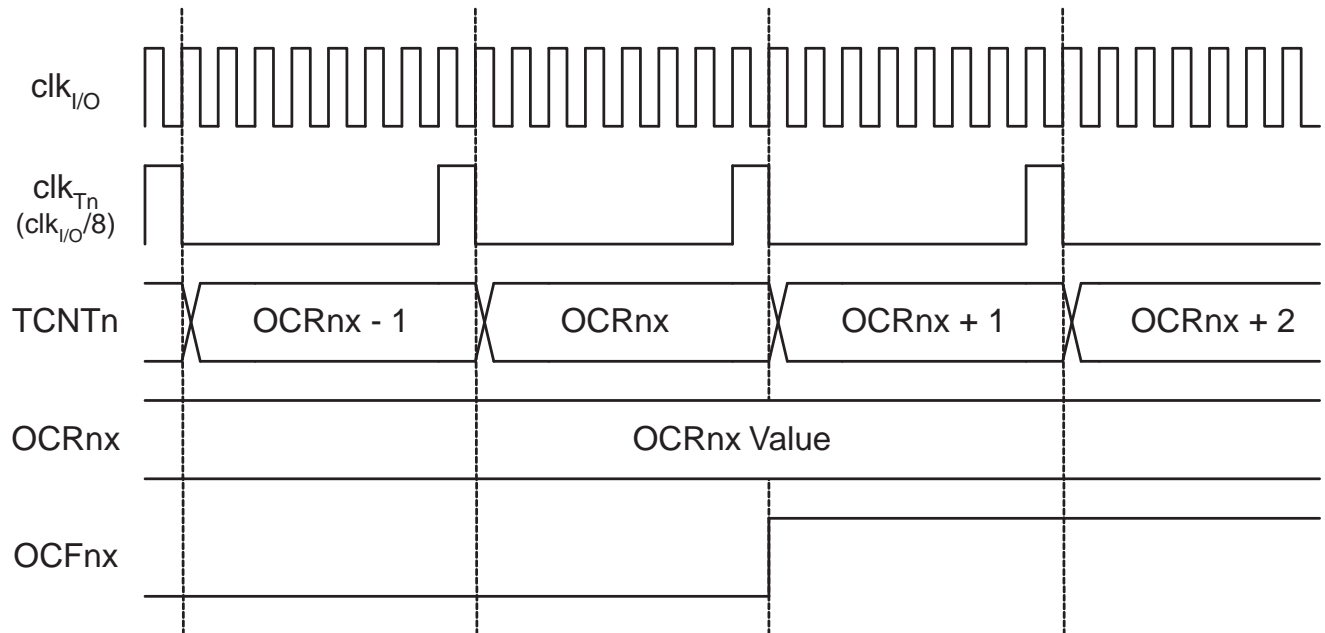 clkI/O
clkTn
(clkI/O/8)
TCNTn OCRnx - 1 OCRnx OCRnx + 1 OCRnx + 2
OCRnx OCRnx Value
OCFnx